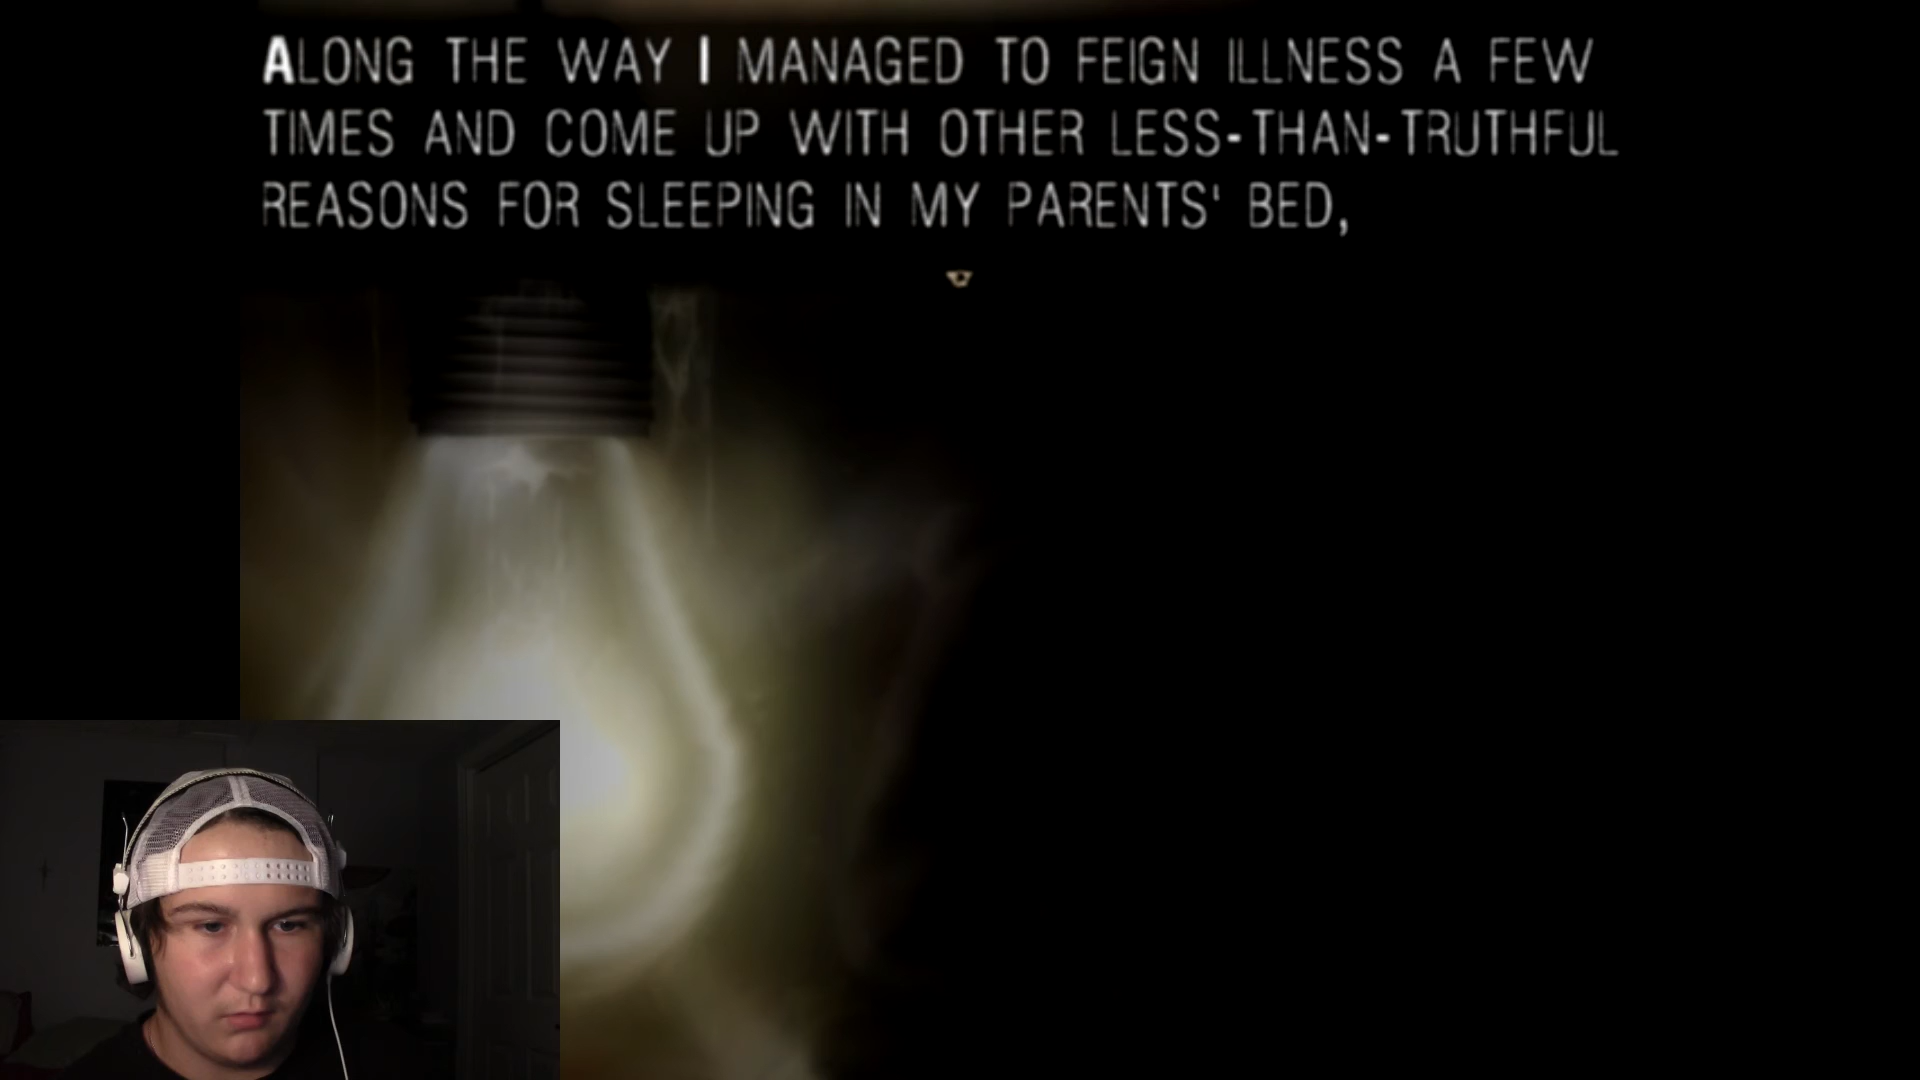 ALONG THE WAY I MANAGED TO FEIGN ILLNESS A FEW
TIMES AND COME UP WITH OTHER LESS-THAN-TRUTHFUL
REASONS FOR SLEEPING IN MY PARENTS' BED,